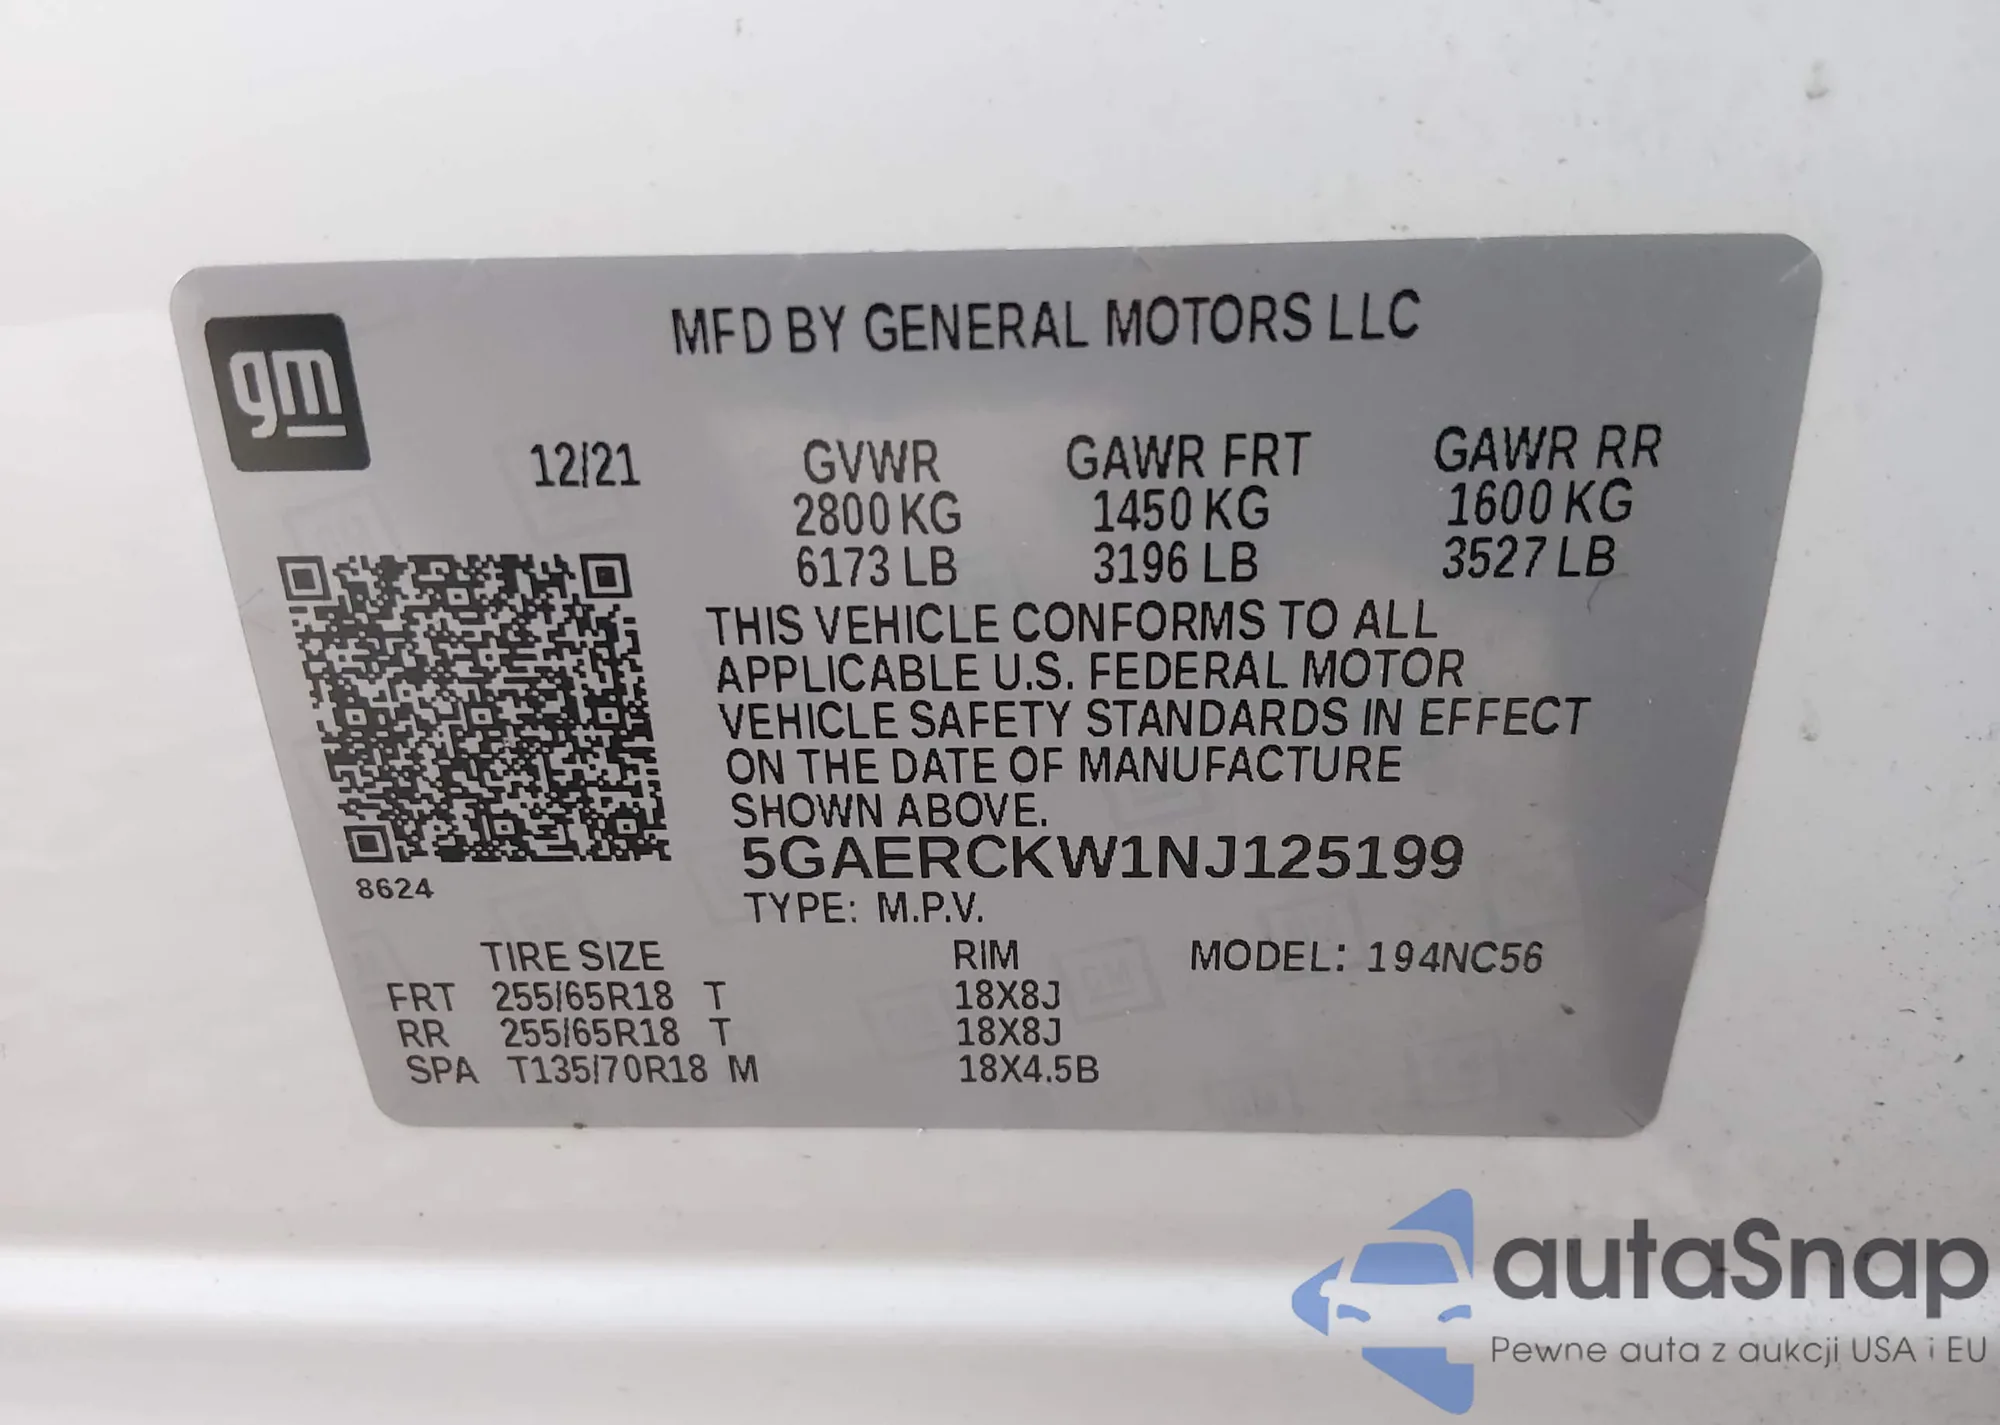 gm
MFD BY GENERAL MOTORS LLC
12/21 GVWR GAWR FRT GAWR RR
2800 KG 1450 KG 1600 KG
6173 LB 3196 LB 3527 LB
THIS VEHICLE CONFORMS TO ALL
APPLICABLE U.S. FEDERAL MOTOR
VEHICLE SAFETY STANDARDS IN EFFECT
ON THE DATE OF MANUFACTURE
SHOWN ABOVE.
5GAERCKW1NJ125199
8624
TYPE: M.P.V.
TIRE SIZE RIM MODEL: 194NC56
FRT 255/65R18 T 18X8J
RR 255/65R18 T 18X8J
SPA T135/70R18 M 18X4.5B
autaSnap
Pewne auta z aukcji USA i EU